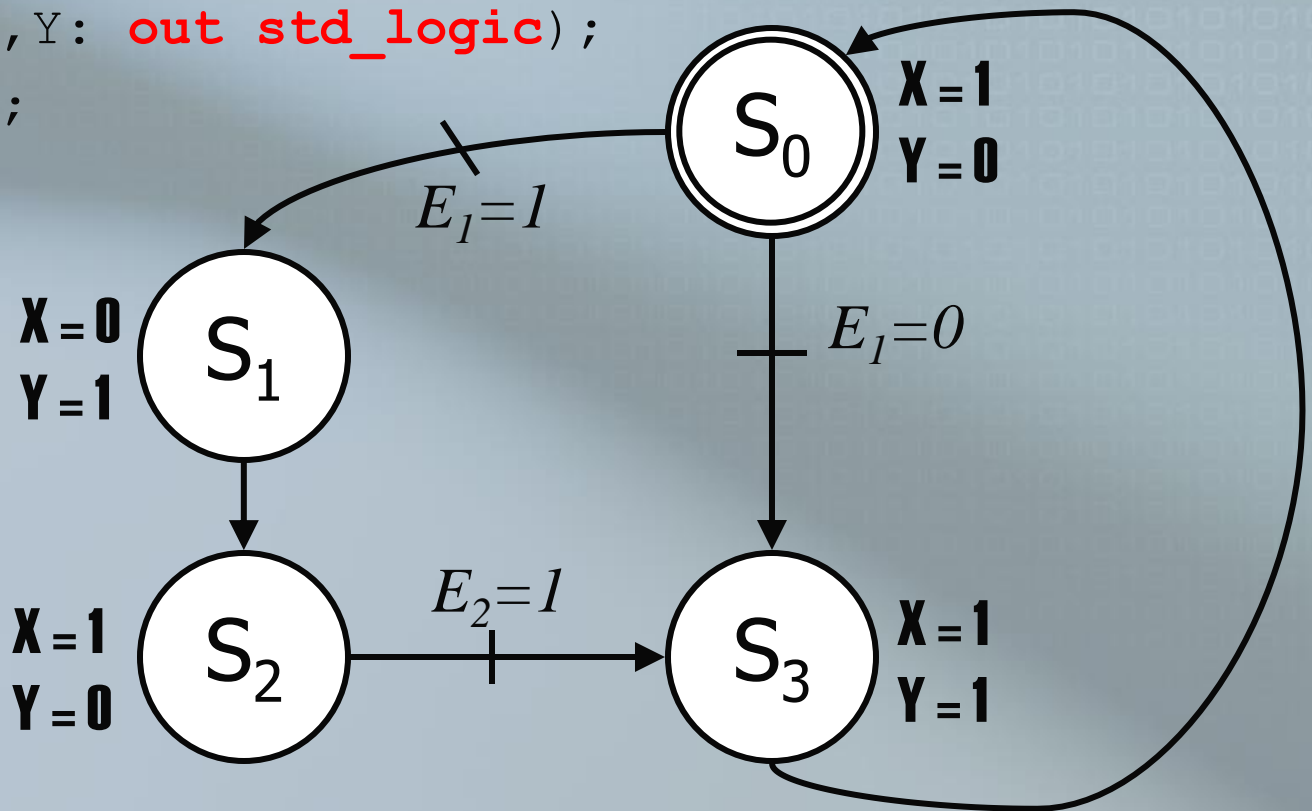 ,Y: out std_logic);
;
S0
X = 1
Y = 0
E1=1
E1=0
X = 0
Y = 1
S1
E2=1
X = 1
Y = 0
S2
S3
X = 1
Y = 1